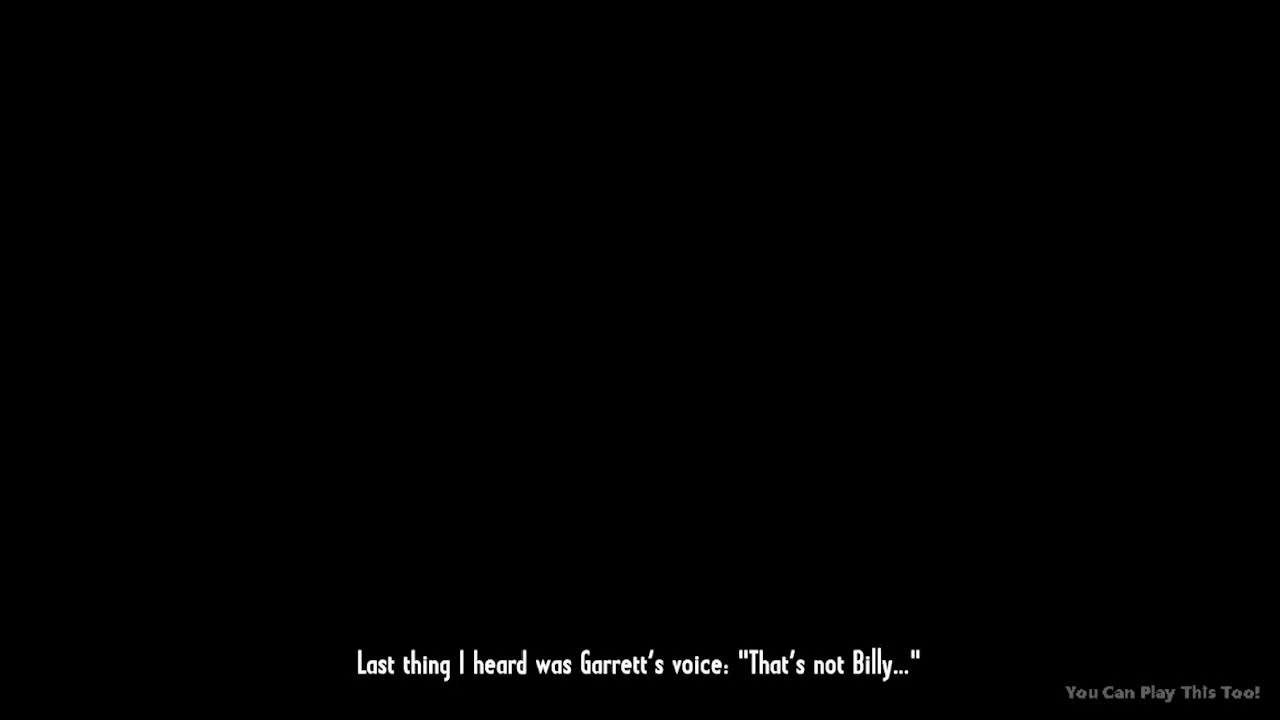 Last thing I heard was Garrett's voice: "That's not Billy..."
You Can Play This Too!